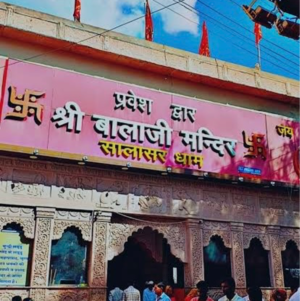 प्रवेश द्वार
श्री बालाजी मन्दिर
सालासर धाम